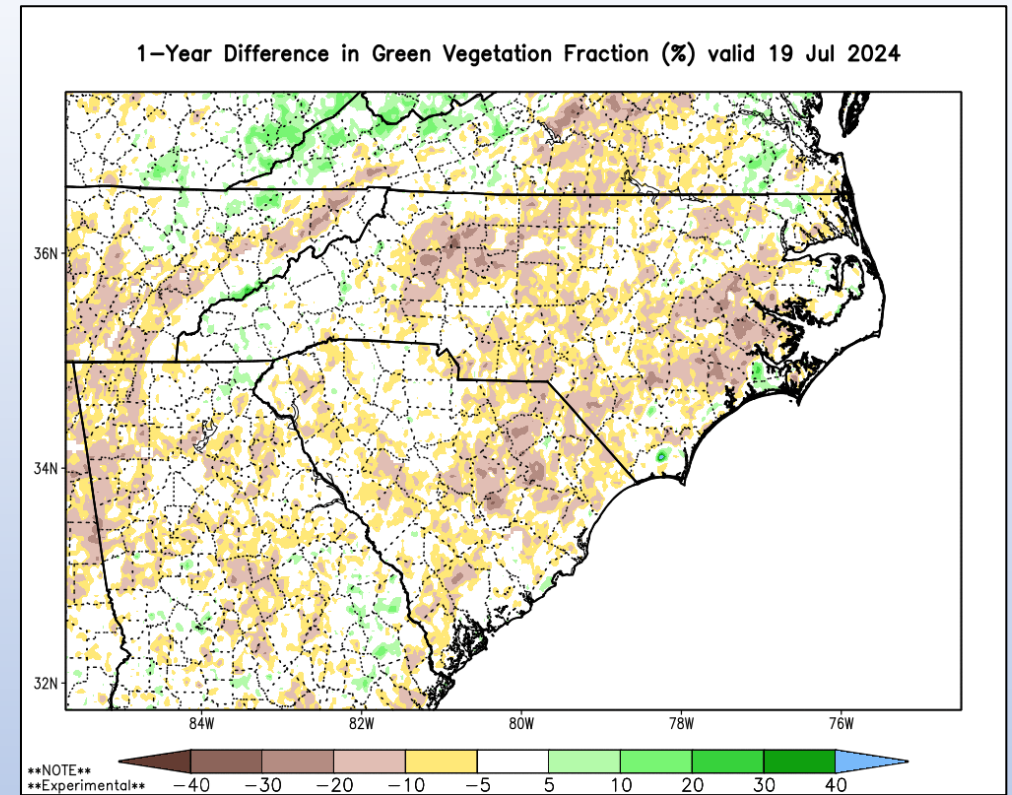 1-Year Difference in Green Vegetation Fraction (%) valid 19 Jul 2024
36N
34N
32N
84W 82W 80W 78W 76W
**NOTE**
**Experimental** -40 -30 -20 -10 -5 5 10 20 30 40